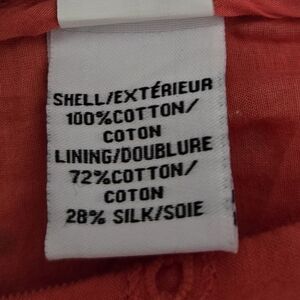 SHELL/EXTÉRIEUR
100%COTTON/
COTON
LINING/DOUBLURE
72%COTTON/
COTON
28% SILK/SOIE